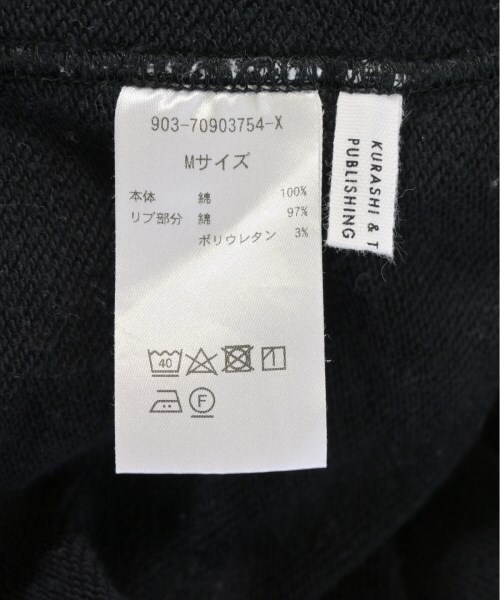 903-70903754-X
Mサイズ
本体 綿 100%
リブ部分 綿 97%
ポリウレタン 3%
40
F
KURASHI & T
PUBLISHING